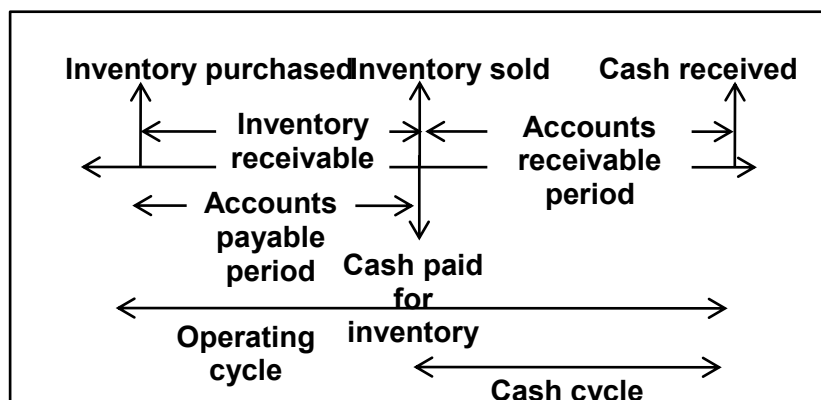 Inventory purchased Inventory sold Cash received
Inventory
receivable
Accounts
receivable
period
Accounts
payable
period
Cash paid
for
inventory
Operating
cycle
Cash cycle